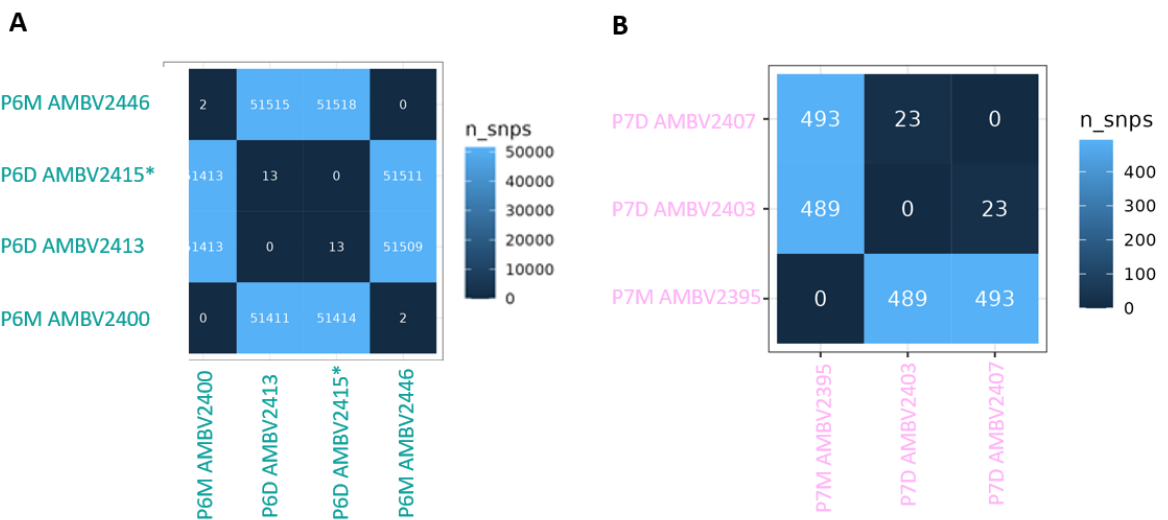 A
P6M AMBV2446
2 51515 51518 0
P6D AMBV2415*
1413 13 0 51511
P6D AMBV2413
1413 0 13 51509
P6M AMBV2400
0 51411 51414 2
P6M AMBV2400
P6D AMBV2413
P6D AMBV2415*
P6M AMBV2446
n_snps
50000
40000
30000
20000
10000
0
B
P7D AMBV2407
493 23 0
P7D AMBV2403
489 0 23
P7M AMBV2395
0 489 493
P7M AMBV2395
P7D AMBV2403
P7D AMBV2407
n_snps
400
300
200
100
0